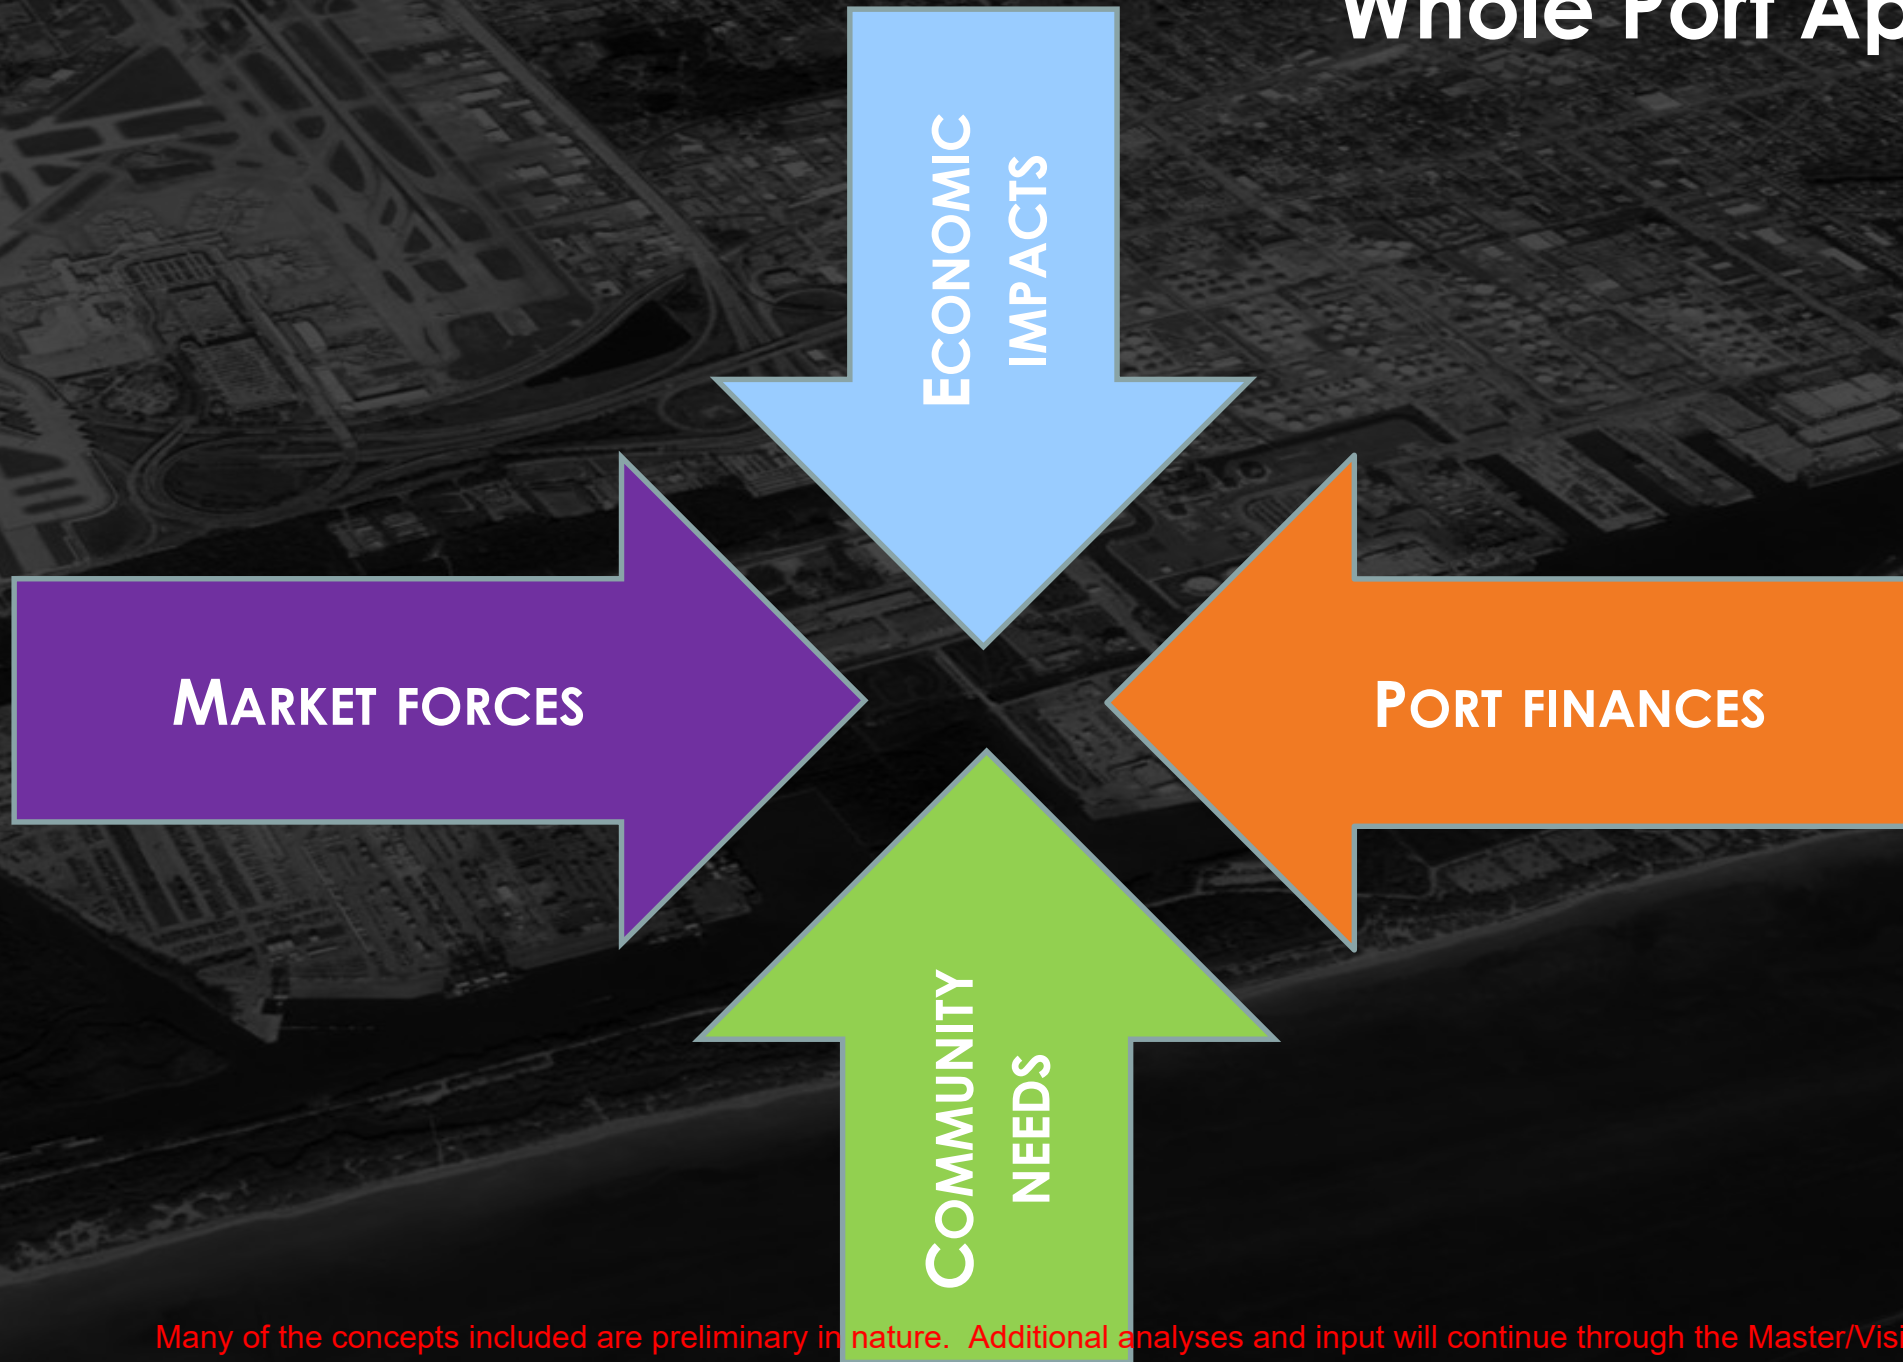 Whole Port Ap
ECONOMIC
IMPACTS
MARKET FORCES
PORT FINANCES
COMMUNITY
NEEDS
Many of the concepts included are preliminary in nature.  Additional analyses and input will continue through the Master/Visi